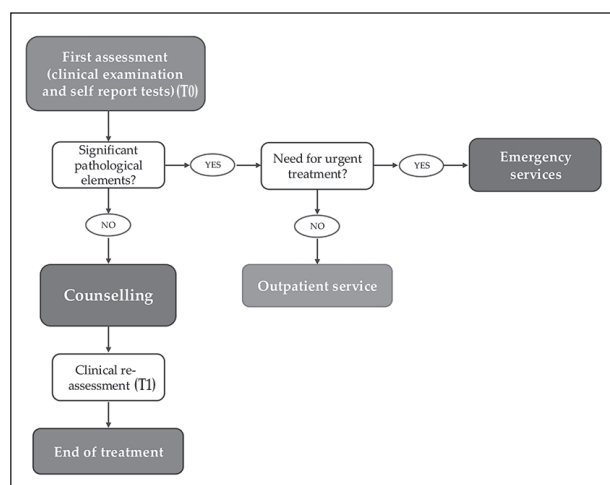 First assessment
(clinical examination
and self report tests) (T0)
Significant
pathological
elements?
YES
Need for urgent
treatment?
YES
Emergency
services
NO
NO
Counselling
Outpatient service
Clinical re-
assessment (T1)
End of treatment